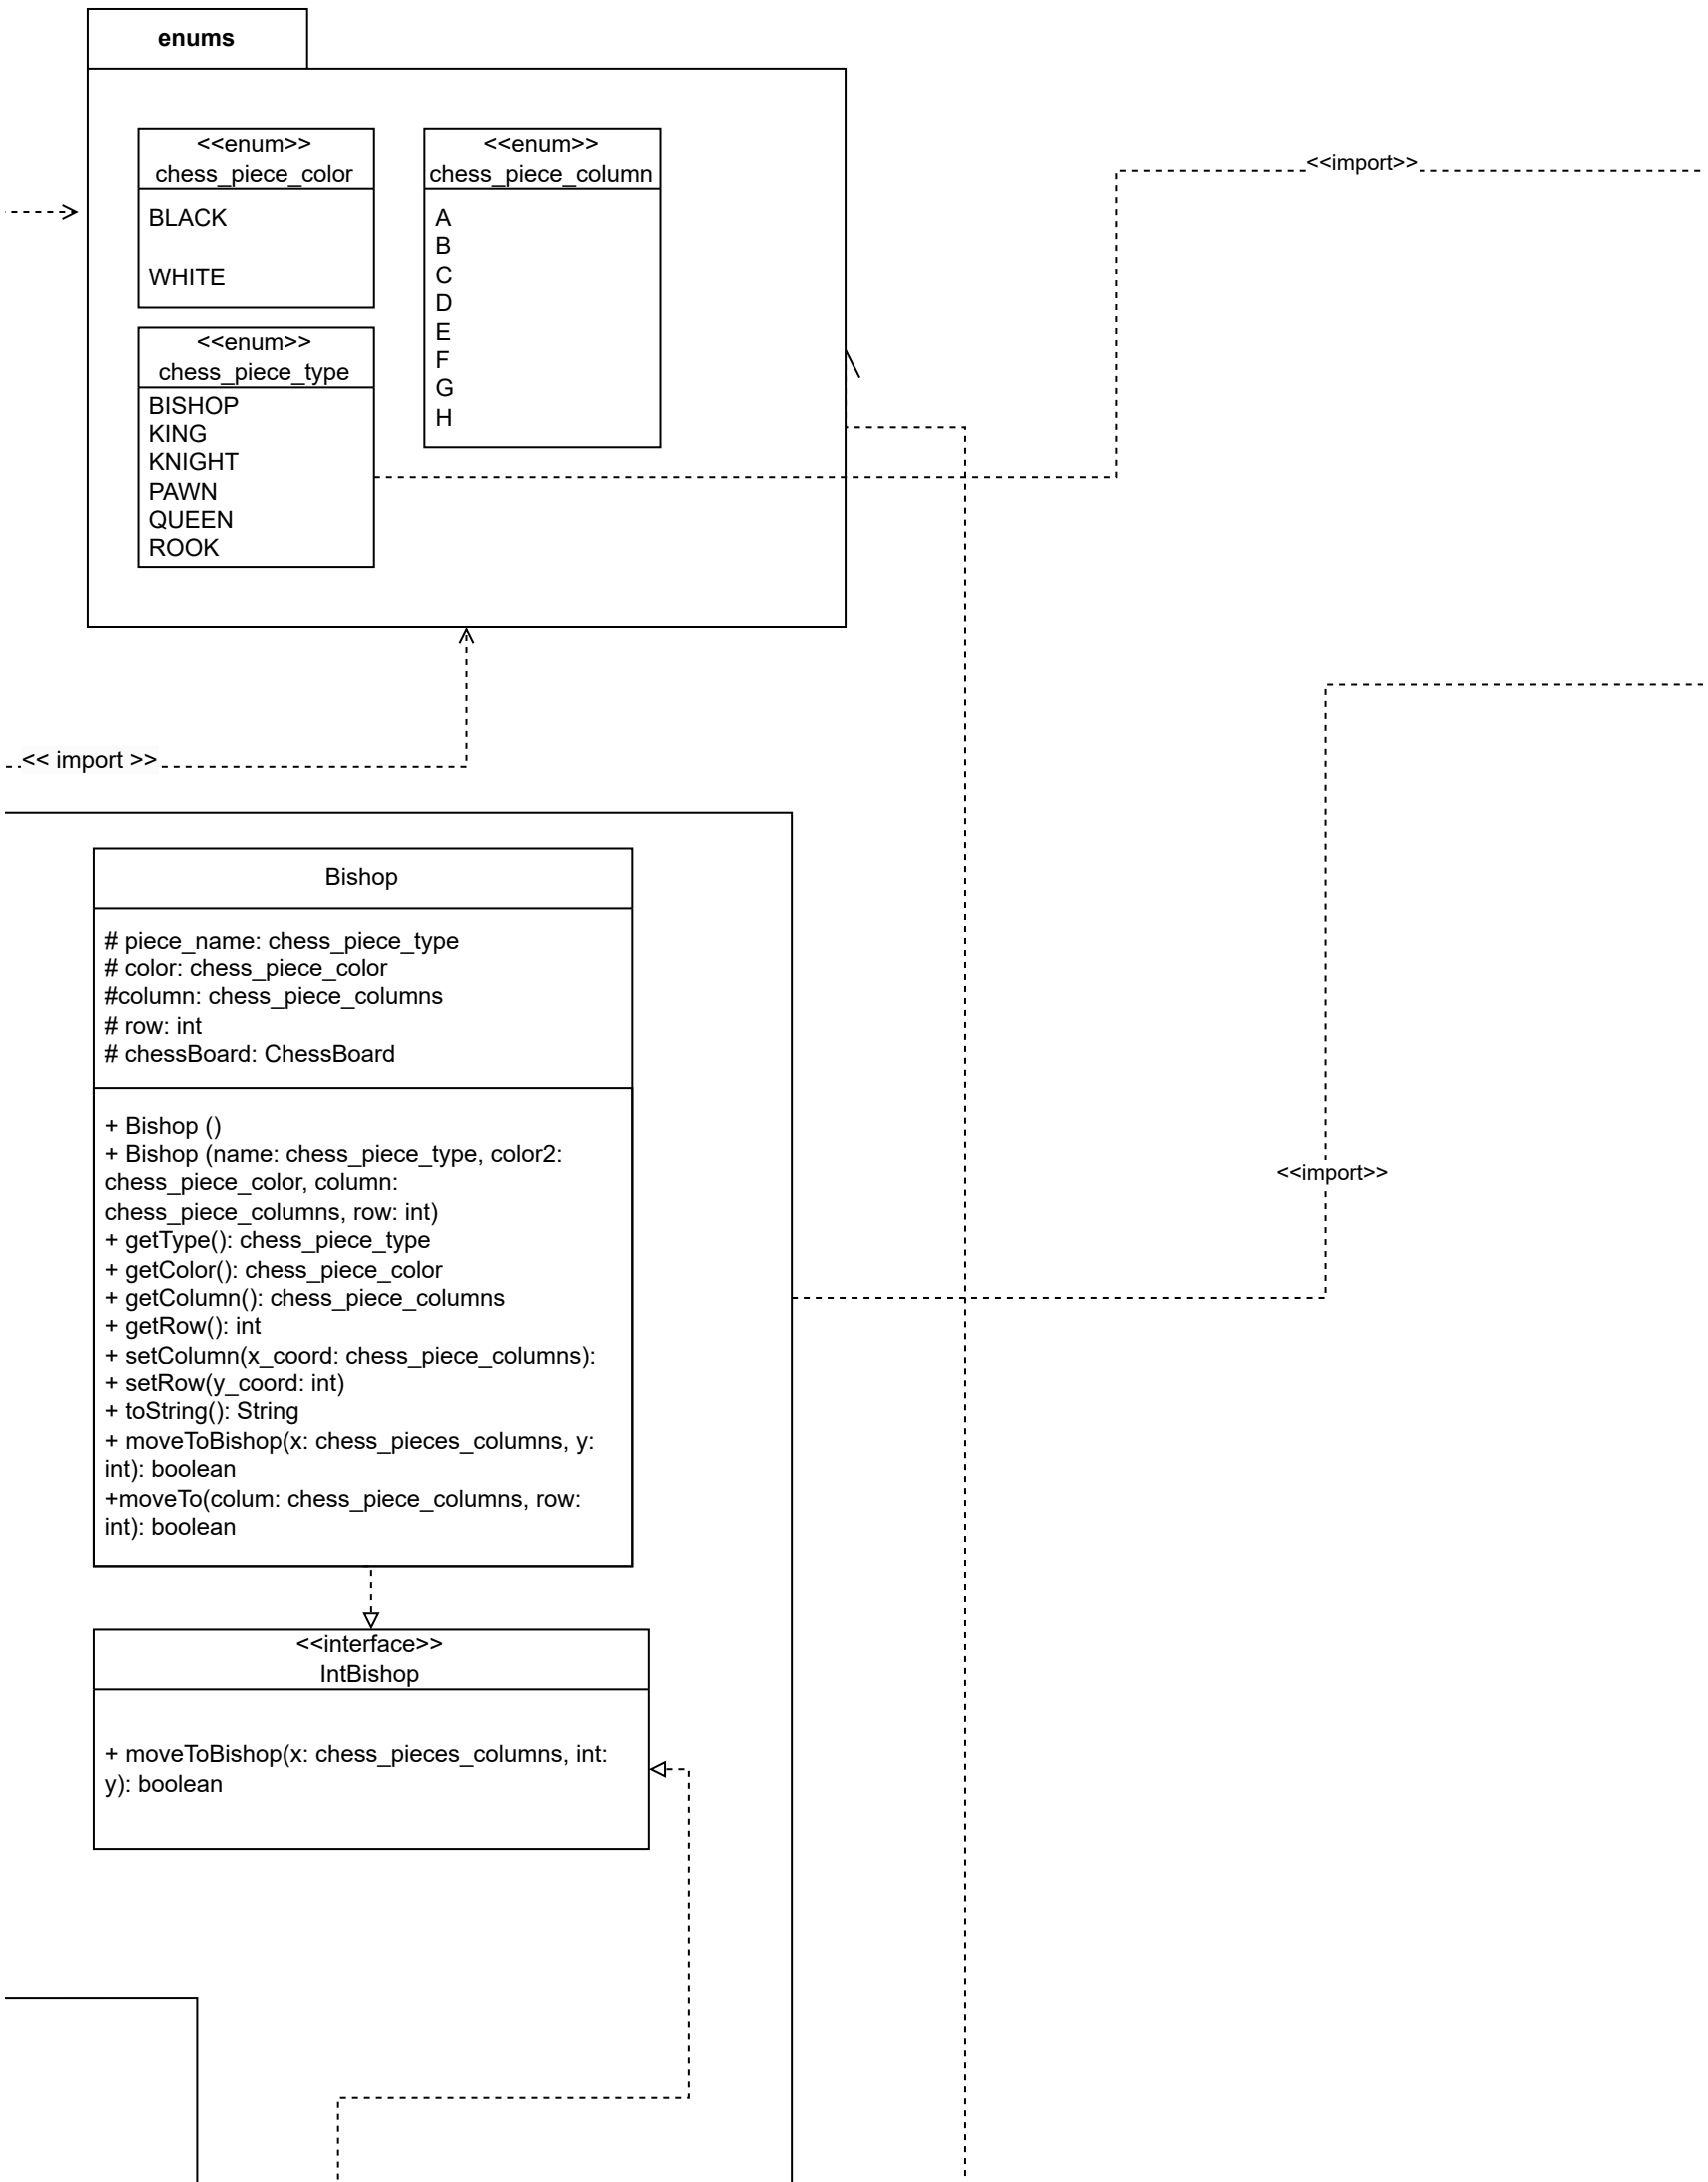 enums
<<enum>>
chess_piece_color
BLACK
WHITE
<<enum>>
chess_piece_column
A
B
C
D
E
F
G
H
<<enum>>
chess_piece_type
BISHOP
KING
KNIGHT
PAWN
QUEEN
ROOK
<<import>>
<< import >>
Bishop
# piece_name: chess_piece_type
# color: chess_piece_color
#column: chess_piece_columns
# row: int
# chessBoard: ChessBoard
+ Bishop ()
+ Bishop (name: chess_piece_type, color2:
chess_piece_color, column:
chess_piece_columns, row: int)
+ getType(): chess_piece_type
+ getColor(): chess_piece_color
+ getColumn(): chess_piece_columns
+ getRow(): int
+ setColumn(x_coord: chess_piece_columns):
+ setRow(y_coord: int)
+ toString(): String
+ moveToBishop(x: chess_pieces_columns, y:
int): boolean
+moveTo(colum: chess_piece_columns, row:
int): boolean
<<import>>
<<interface>>
IntBishop
+ moveToBishop(x: chess_pieces_columns, int:
y): boolean